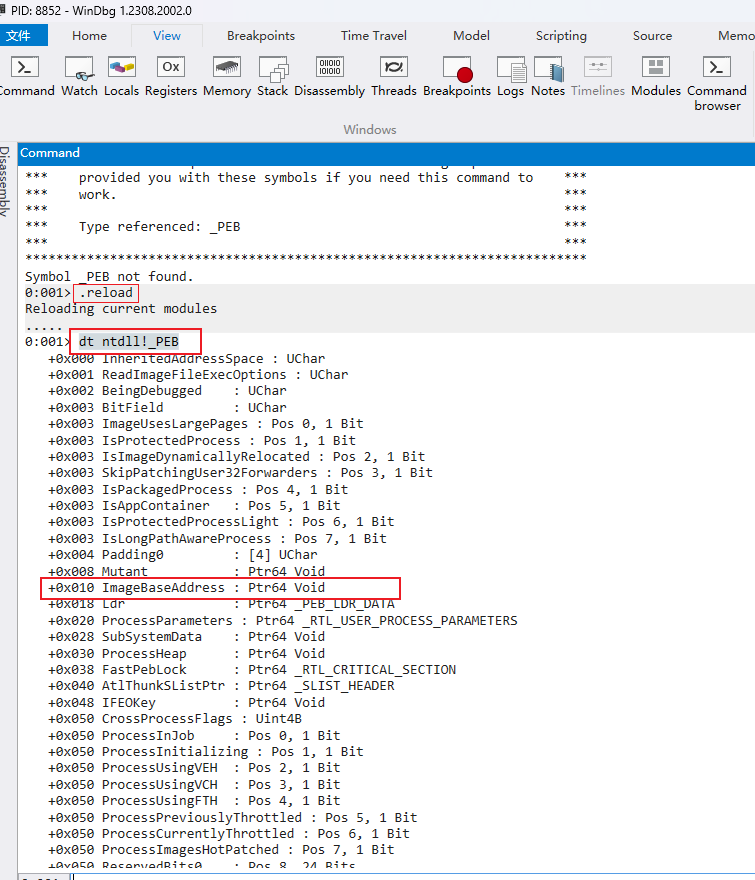 PID: 8852 - WinDbg 1.2308.2002.0
文件 Home View Breakpoints Time Travel Model Scripting Source Memo
Command Watch Locals Registers Memory Stack Disassembly Threads Breakpoints Logs Notes Timelines Modules Command browser
Windows
Disassembly
Command
*** provided you with these symbols if you need this command to ***
*** work. ***
*** ***
*** Type referenced: _PEB ***
*** ***
*************************************************************************
Symbol _PEB not found.
0:001> .reload
Reloading current modules
.....
0:001> dt ntdll!_PEB
+0x000 InheritedAddressSpace : UChar
+0x001 ReadImageFileExecOptions : UChar
+0x002 BeingDebugged : UChar
+0x003 BitField : UChar
+0x003 ImageUsesLargePages : Pos 0, 1 Bit
+0x003 IsProtectedProcess : Pos 1, 1 Bit
+0x003 IsImageDynamicallyRelocated : Pos 2, 1 Bit
+0x003 SkipPatchingUser32Forwarders : Pos 3, 1 Bit
+0x003 IsPackagedProcess : Pos 4, 1 Bit
+0x003 IsAppContainer : Pos 5, 1 Bit
+0x003 IsProtectedProcessLight : Pos 6, 1 Bit
+0x003 IsLongPathAwareProcess : Pos 7, 1 Bit
+0x004 Padding0 : [4] UChar
+0x008 Mutant : Ptr64 Void
+0x010 ImageBaseAddress : Ptr64 Void
+0x018 Ldr : Ptr64 _PEB_LDR_DATA
+0x020 ProcessParameters : Ptr64 _RTL_USER_PROCESS_PARAMETERS
+0x028 SubSystemData : Ptr64 Void
+0x030 ProcessHeap : Ptr64 Void
+0x038 FastPebLock : Ptr64 _RTL_CRITICAL_SECTION
+0x040 AtlThunkSListPtr : Ptr64 _SLIST_HEADER
+0x048 IFEOKey : Ptr64 Void
+0x050 CrossProcessFlags : Uint4B
+0x050 ProcessInJob : Pos 0, 1 Bit
+0x050 ProcessInitializing : Pos 1, 1 Bit
+0x050 ProcessUsingVEH : Pos 2, 1 Bit
+0x050 ProcessUsingVCH : Pos 3, 1 Bit
+0x050 ProcessUsingFTH : Pos 4, 1 Bit
+0x050 ProcessPreviouslyThrottled : Pos 5, 1 Bit
+0x050 ProcessCurrentlyThrottled : Pos 6, 1 Bit
+0x050 ProcessImagesHotPatched : Pos 7, 1 Bit
+0x050 ReservedBits0 : Pos 8, 24 Bits